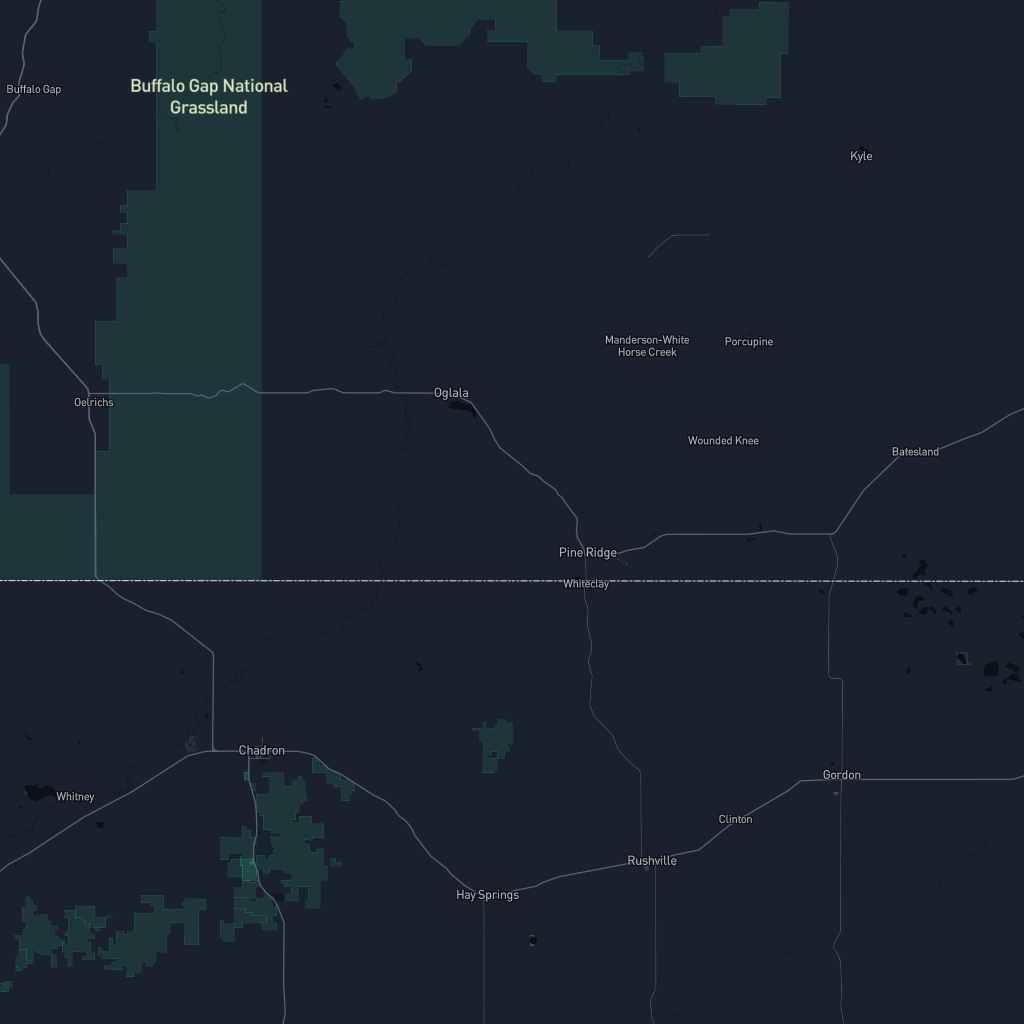 Buffalo Gap National
Grassland
Buffalo Gap
Kyle
Manderson-White
Horse Creek
Porcupine
Oglala
Oelrichs
Wounded Knee
Batesland
Pine Ridge
Whiteclay
Chadron
Gordon
Whitney
Clinton
Rushville
Hay Springs